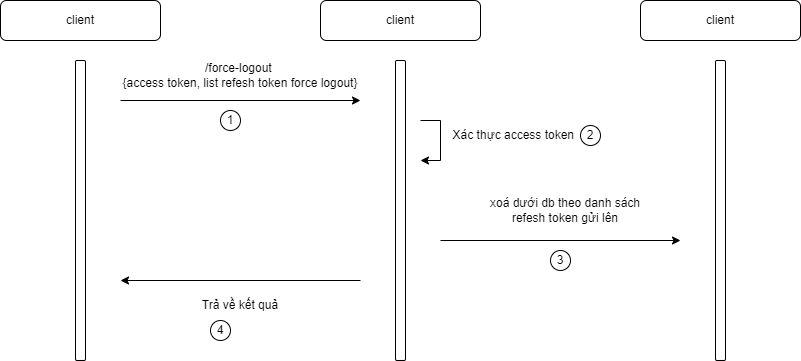 client
client
client
/force-logout
{access token, list refesh token force logout}
1
Xác thực access token
2
xoá dưới db theo danh sách
refesh token gửi lên
3
Trả về kết quả
4